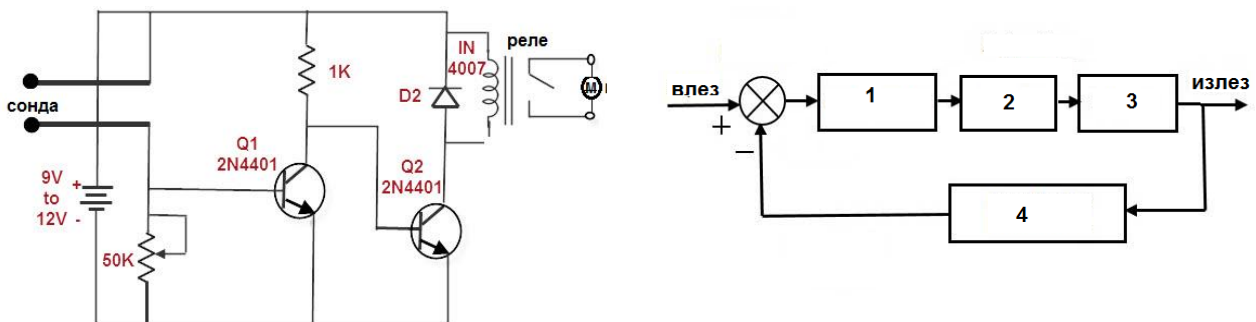 сонда
9V +
to
12V -
50K
1K
Q1
2N4401
Q2
2N4401
D2
IN
4007
реле
M
влез
+
−
1
2
3
излез
4